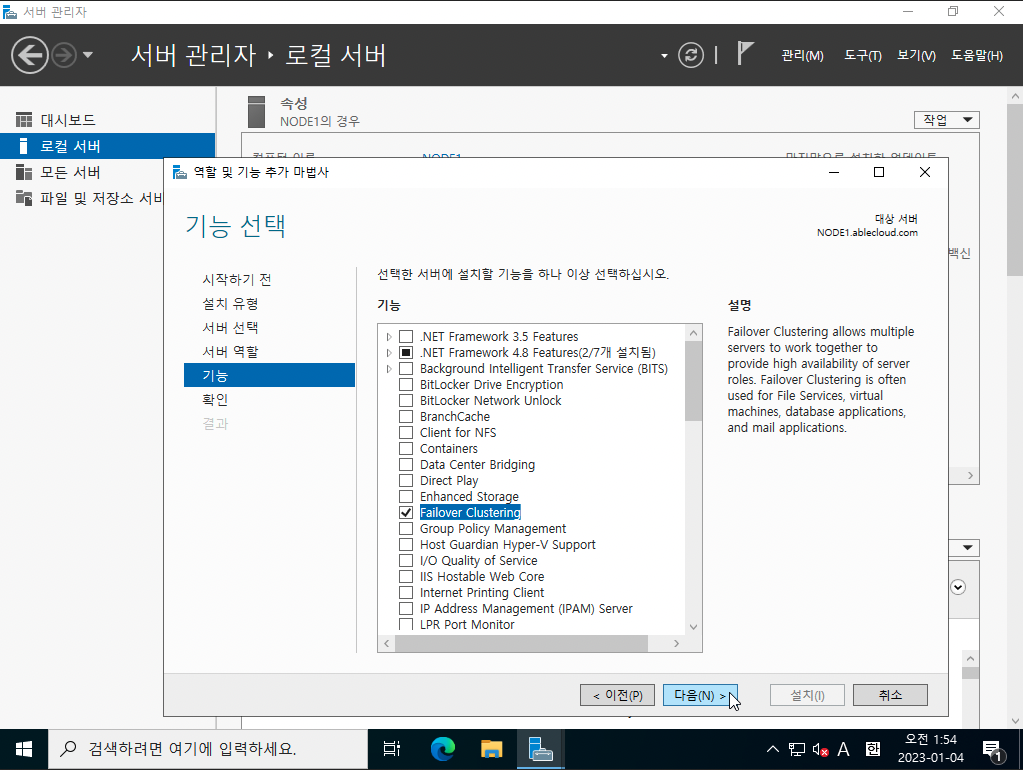 서버 관리자
서버 관리자 ‣ 로컬 서버
관리(M) 도구(T) 보기(V) 도움말(H)
대시보드
로컬 서버
모든 서버
파일 및 저장소 서비
속성
NODE1의 경우
작업
컴퓨터 이름
NODE1
마지막으로 설치한 업데이트
백신
역할 및 기능 추가 마법사
기능 선택
대상 서버
NODE1.ablecloud.com
시작하기 전
설치 유형
서버 선택
서버 역할
기능
확인
결과
선택한 서버에 설치할 기능을 하나 이상 선택하십시오.
기능
.NET Framework 3.5 Features
.NET Framework 4.8 Features(2/7개 설치됨)
Background Intelligent Transfer Service (BITS)
BitLocker Drive Encryption
BitLocker Network Unlock
BranchCache
Client for NFS
Containers
Data Center Bridging
Direct Play
Enhanced Storage
Failover Clustering
Group Policy Management
Host Guardian Hyper-V Support
I/O Quality of Service
IIS Hostable Web Core
Internet Printing Client
IP Address Management (IPAM) Server
LPR Port Monitor
설명
Failover Clustering allows multiple
servers to work together to
provide high availability of server
roles. Failover Clustering is often
used for File Services, virtual
machines, database applications,
and mail applications.
< 이전(P)
다음(N) >
설치(I)
취소
검색하려면 여기에 입력하세요.
A 한
오전 1:54
2023-01-04
1